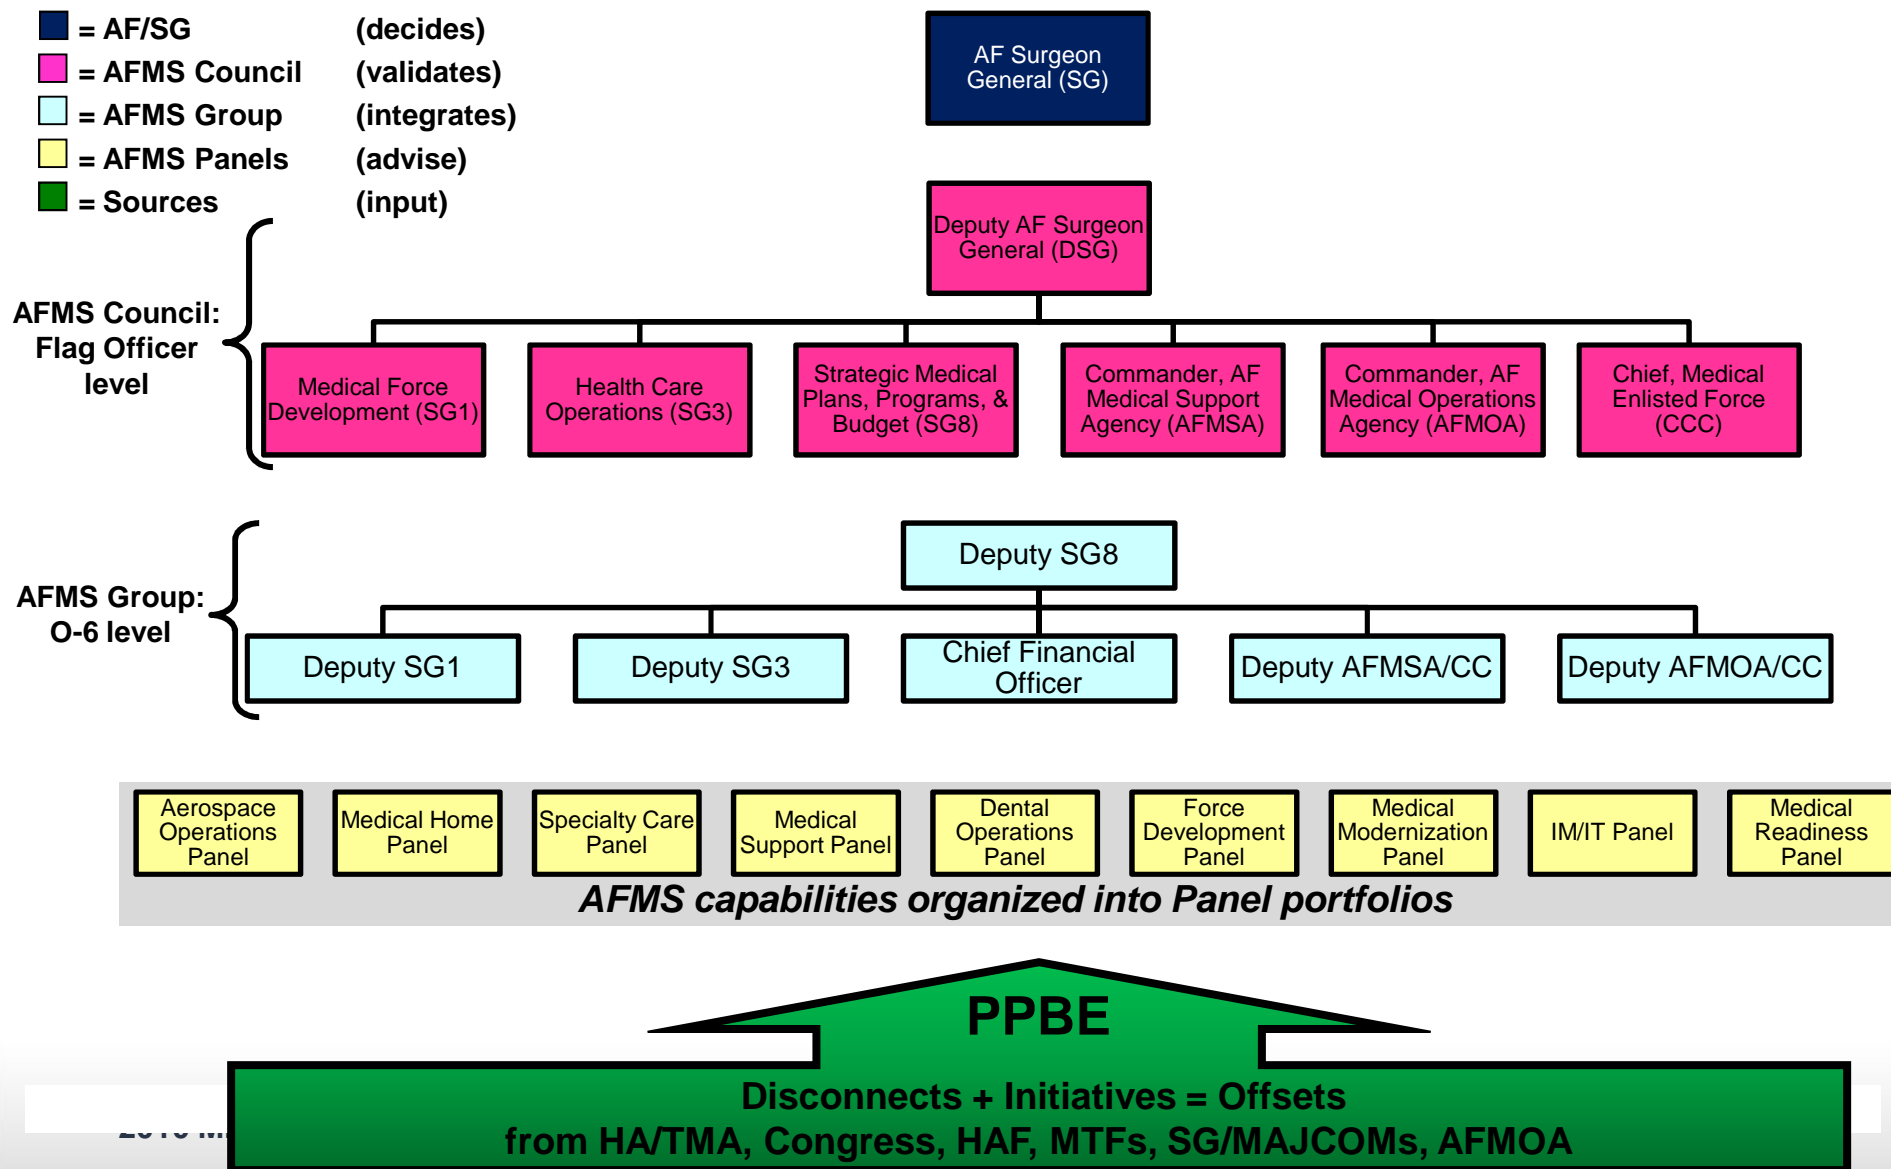 = AF/SG (decides)
= AFMS Council (validates)
= AFMS Group (integrates)
= AFMS Panels (advise)
= Sources (input)
AF Surgeon
General (SG)
Deputy AF Surgeon
General (DSG)
AFMS Council:
Flag Officer
level
Medical Force
Development (SG1)
Health Care
Operations (SG3)
Strategic Medical
Plans, Programs, &
Budget (SG8)
Commander, AF
Medical Support
Agency (AFMSA)
Commander, AF
Medical Operations
Agency (AFMOA)
Chief, Medical
Enlisted Force
(CCC)
AFMS Group:
O-6 level
Deputy SG8
Deputy SG1
Deputy SG3
Chief Financial
Officer
Deputy AFMSA/CC
Deputy AFMOA/CC
Aerospace
Operations
Panel
Medical Home
Panel
Specialty Care
Panel
Medical
Support Panel
Dental
Operations
Panel
Force
Development
Panel
Medical
Modernization
Panel
IM/IT Panel
Medical
Readiness
Panel
AFMS capabilities organized into Panel portfolios
PPBE
Disconnects + Initiatives = Offsets
from HA/TMA, Congress, HAF, MTFs, SG/MAJCOMs, AFMOA